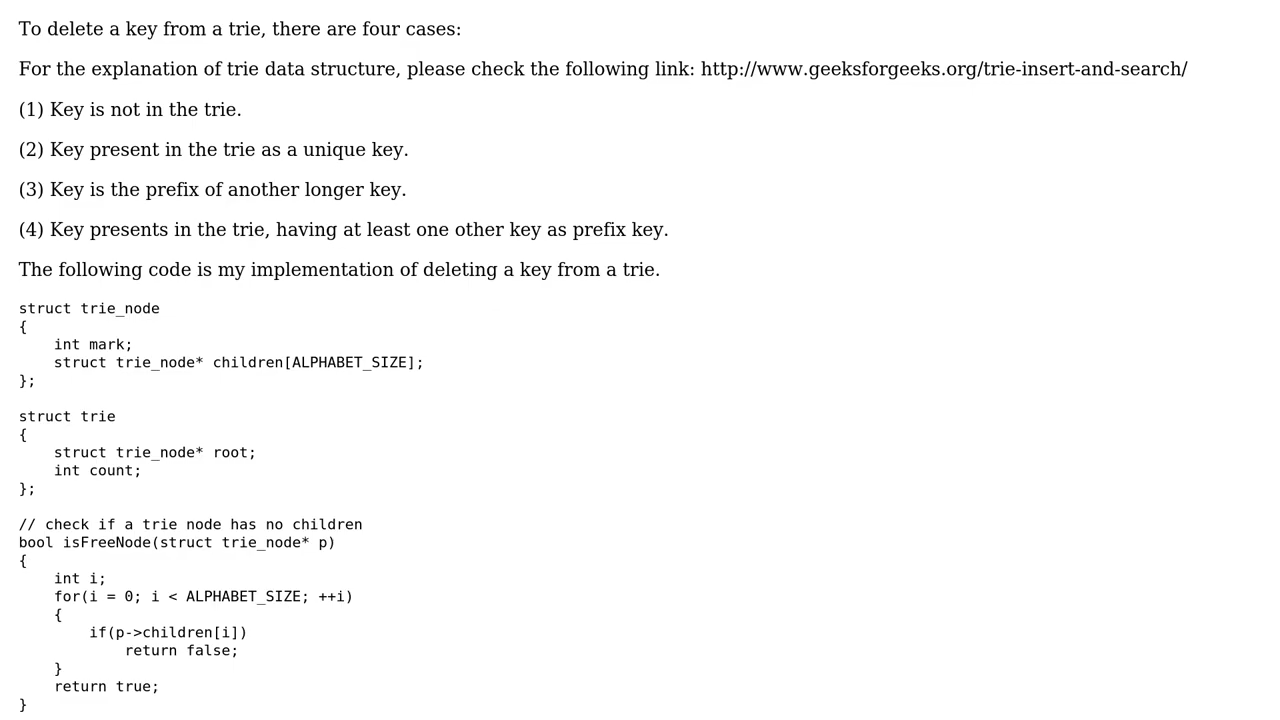 To delete a key from a trie, there are four cases:
For the explanation of trie data structure, please check the following link: http://www.geeksforgeeks.org/trie-insert-and-search/
(1) Key is not in the trie.
(2) Key present in the trie as a unique key.
(3) Key is the prefix of another longer key.
(4) Key presents in the trie, having at least one other key as prefix key.
The following code is my implementation of deleting a key from a trie.
struct trie_node
{
    int mark;
    struct trie_node* children[ALPHABET_SIZE];
};

struct trie
{
    struct trie_node* root;
    int count;
};

// check if a trie node has no children
bool isFreeNode(struct trie_node* p)
{
    int i;
    for(i = 0; i < ALPHABET_SIZE; ++i)
    {
        if(p->children[i])
            return false;
    }
    return true;
}